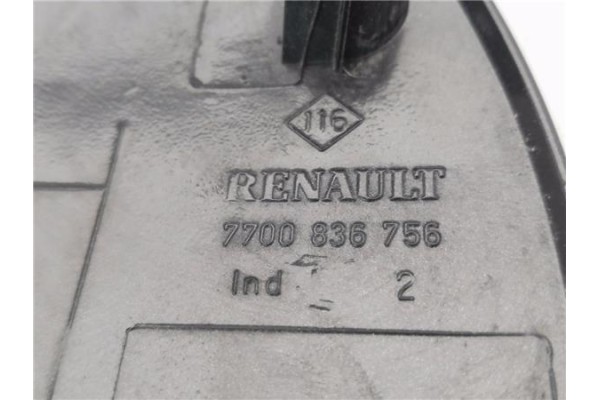 116
RENAULT
7700 836 756
Ind 2